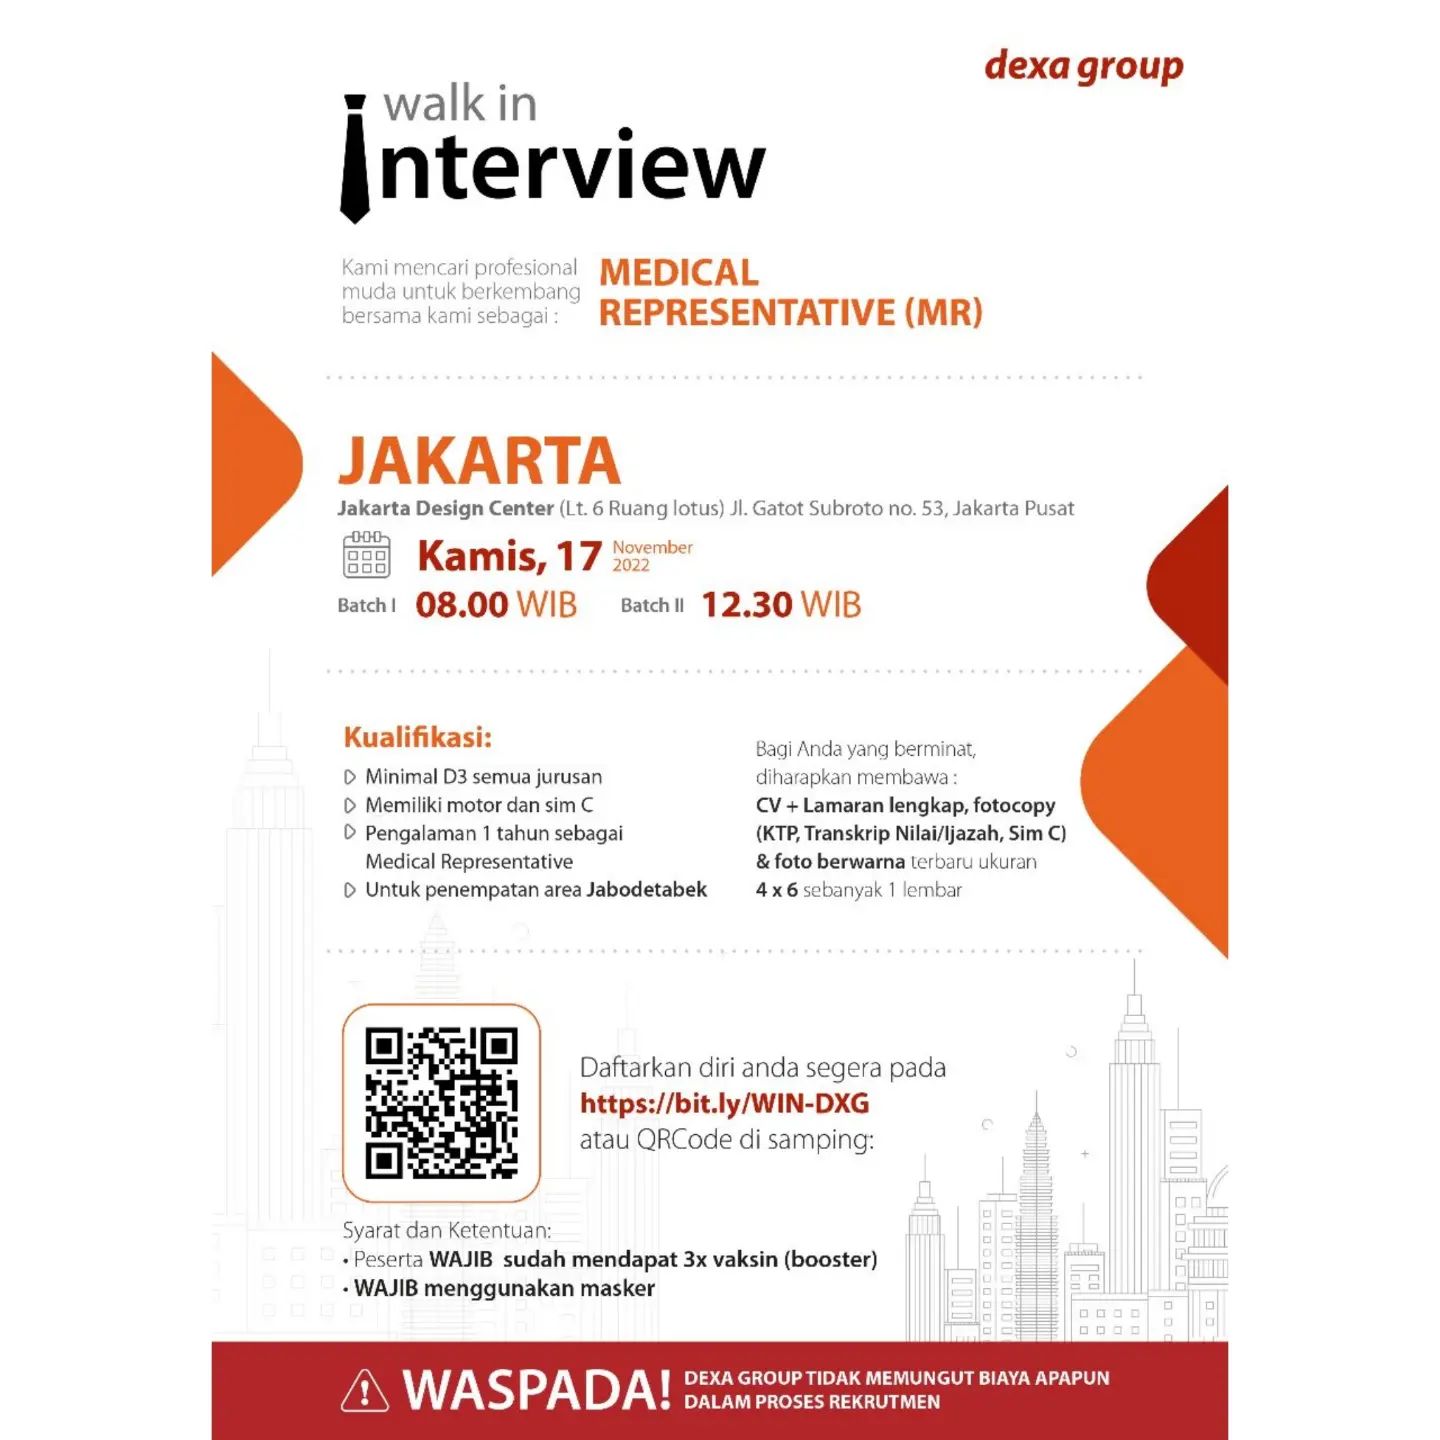 dexa group
walk in
interview
Kami mencari profesional
muda untuk berkembang
bersama kami sebagai :
MEDICAL
REPRESENTATIVE (MR)
JAKARTA
Jakarta Design Center (Lt. 6 Ruang lotus) Jl. Gatot Subroto no. 53, Jakarta Pusat
Kamis, 17 November 2022
Batch I 08.00 WIB Batch II 12.30 WIB
Kualifikasi:
Minimal D3 semua jurusan
Memiliki motor dan sim C
Pengalaman 1 tahun sebagai
Medical Representative
Untuk penempatan area Jabodetabek
Bagi Anda yang berminat,
diharapkan membawa :
CV + Lamaran lengkap, fotocopy
(KTP, Transkrip Nilai/Ijazah, Sim C)
& foto berwarna terbaru ukuran
4 x 6 sebanyak 1 lembar
Daftarkan diri anda segera pada
https://bit.ly/WIN-DXG
atau QRCode di samping:
Syarat dan Ketentuan:
• Peserta WAJIB sudah mendapat 3x vaksin (booster)
• WAJIB menggunakan masker
WASPADA!
DEXA GROUP TIDAK MEMUNGUT BIAYA APAPUN
DALAM PROSES REKRUTMEN